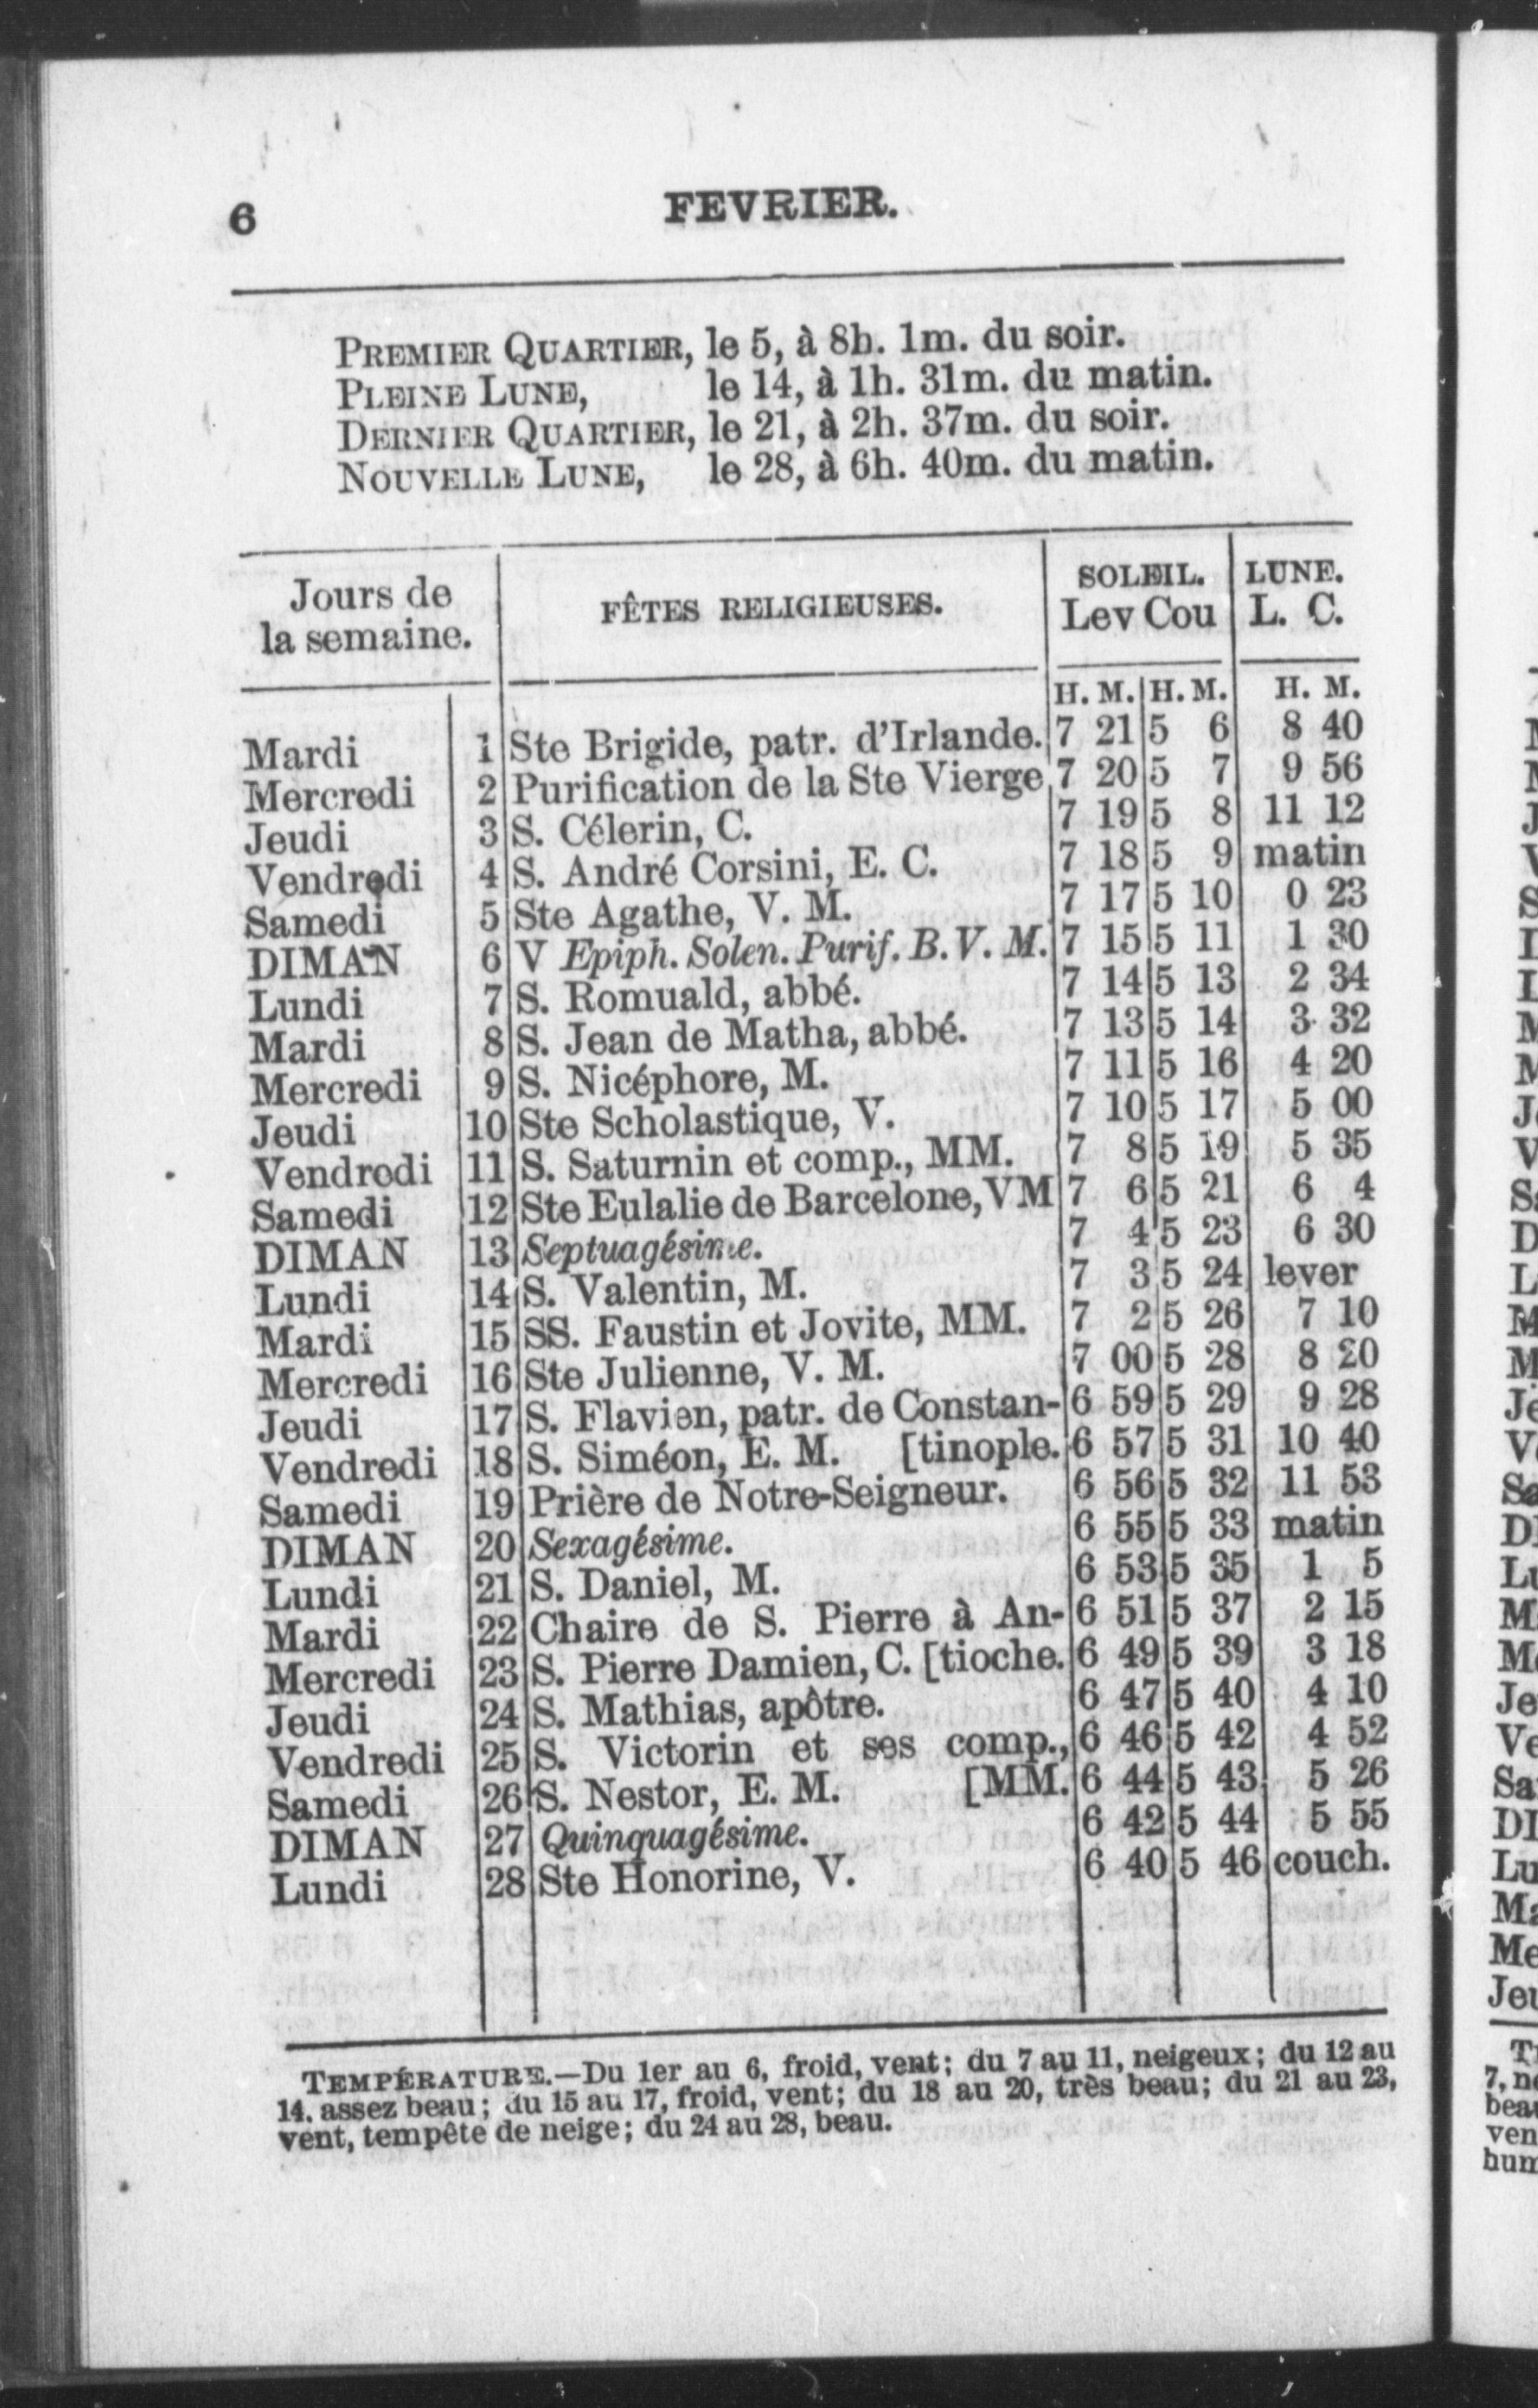 6 FEVRIER.
PREMIER QUARTIER, le 5, à 8h. 1m. du soir.
PLEINE LUNE, le 14, à 1h. 31m. du matin.
DERNIER QUARTIER, le 21, à 2h. 37m. du soir.
NOUVELLE LUNE, le 28, à 6h. 40m. du matin.
Jours de la semaine. FÊTES RELIGIEUSES. SOLEIL. Lev Cou LUNE. L. C.
H. M. H. M. H. M.
Mardi 1 Ste Brigide, patr. d'Irlande. 7 21 5 6 8 40
Mercredi 2 Purification de la Ste Vierge 7 20 5 7 9 56
Jeudi 3 S. Célerin, C. 7 19 5 8 11 12
Vendredi 4 S. André Corsini, E. C. 7 18 5 9 matin
Samedi 5 Ste Agathe, V. M. 7 17 5 10 0 23
DIMAN 6 V Epiph. Solen. Purif. B. V. M. 7 15 5 11 1 30
Lundi 7 S. Romuald, abbé. 7 14 5 13 2 34
Mardi 8 S. Jean de Matha, abbé. 7 13 5 14 3 32
Mercredi 9 S. Nicéphore, M. 7 11 5 16 4 20
Jeudi 10 Ste Scholastique, V. 7 10 5 17 5 00
Vendredi 11 S. Saturnin et comp., MM. 7 8 5 19 5 35
Samedi 12 Ste Eulalie de Barcelone, VM 7 6 5 21 6 4
DIMAN 13 Septuagésime. 7 4 5 23 6 30
Lundi 14 S. Valentin, M. 7 3 5 24 lever
Mardi 15 SS. Faustin et Jovite, MM. 7 2 5 26 7 10
Mercredi 16 Ste Julienne, V. M. 7 00 5 28 8 20
Jeudi 17 S. Flavien, patr. de Constan- 6 59 5 29 9 28
Vendredi 18 S. Siméon, E. M. [tinople. 6 57 5 31 10 40
Samedi 19 Prière de Notre-Seigneur. 6 56 5 32 11 53
DIMAN 20 Sexagésime. 6 55 5 33 matin
Lundi 21 S. Daniel, M. 6 53 5 35 1 5
Mardi 22 Chaire de S. Pierre à An- 6 51 5 37 2 15
Mercredi 23 S. Pierre Damien, C. [tioche. 6 49 5 39 3 18
Jeudi 24 S. Mathias, apôtre. 6 47 5 40 4 10
Vendredi 25 S. Victorin et ses comp., 6 46 5 42 4 52
Samedi 26 S. Nestor, E. M. [MM. 6 44 5 43 5 26
DIMAN 27 Quinquagésime. 6 42 5 44 5 55
Lundi 28 Ste Honorine, V. 6 40 5 46 couch.
TEMPÉRATURE.—Du 1er au 6, froid, vent; du 7 au 11, neigeux; du 12 au
14. assez beau; du 15 au 17, froid, vent; du 18 au 20, très beau; du 21 au 23,
vent, tempête de neige; du 24 au 28, beau.